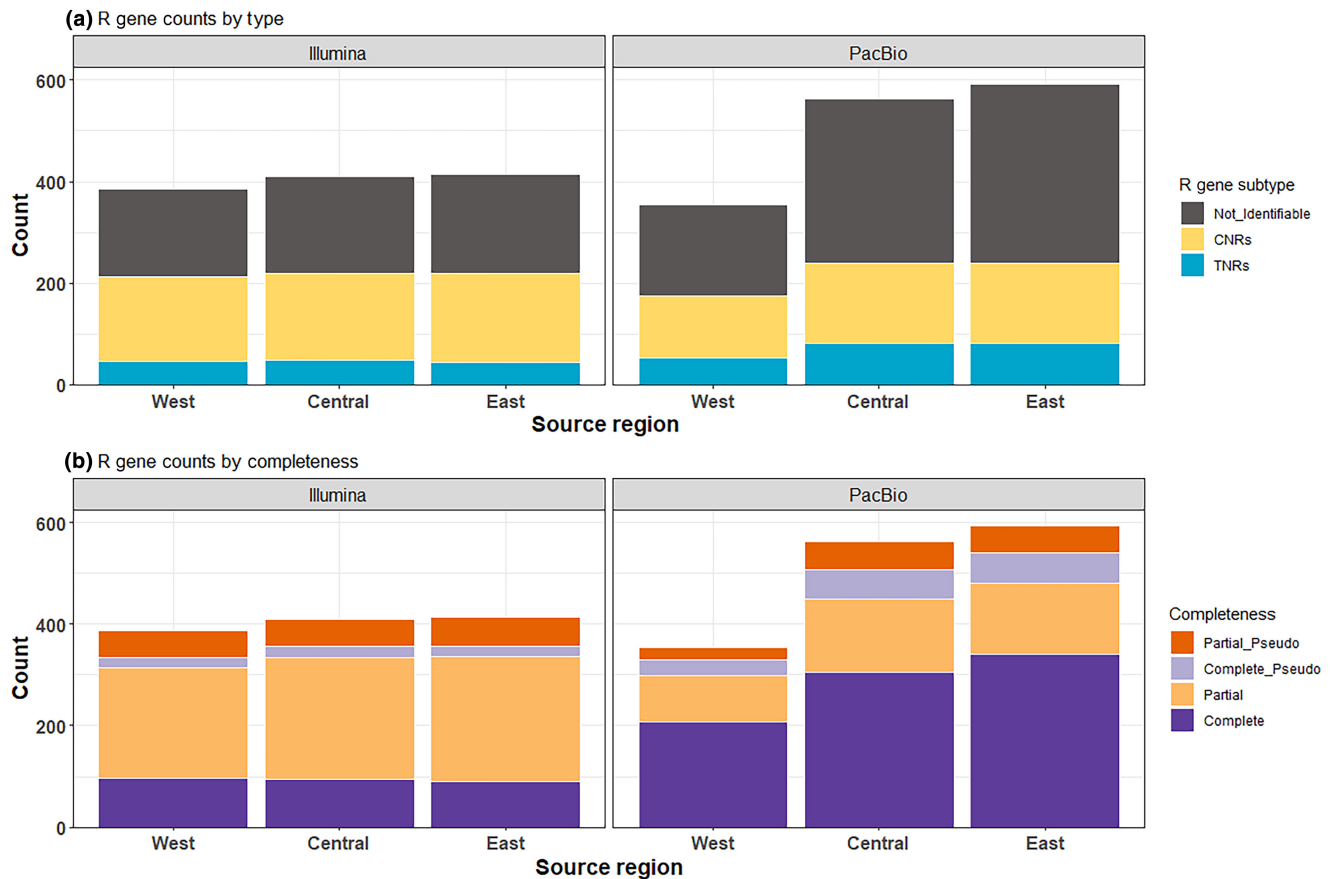 (a) R gene counts by type
Illumina
PacBio
600
400
200
0
Count
West
Central
East
West
Central
East
Source region
R gene subtype
Not_Identifiable
CNRs
TNRs
(b) R gene counts by completeness
Illumina
PacBio
600
400
200
0
Count
West
Central
East
West
Central
East
Source region
Completeness
Partial_Pseudo
Complete_Pseudo
Partial
Complete